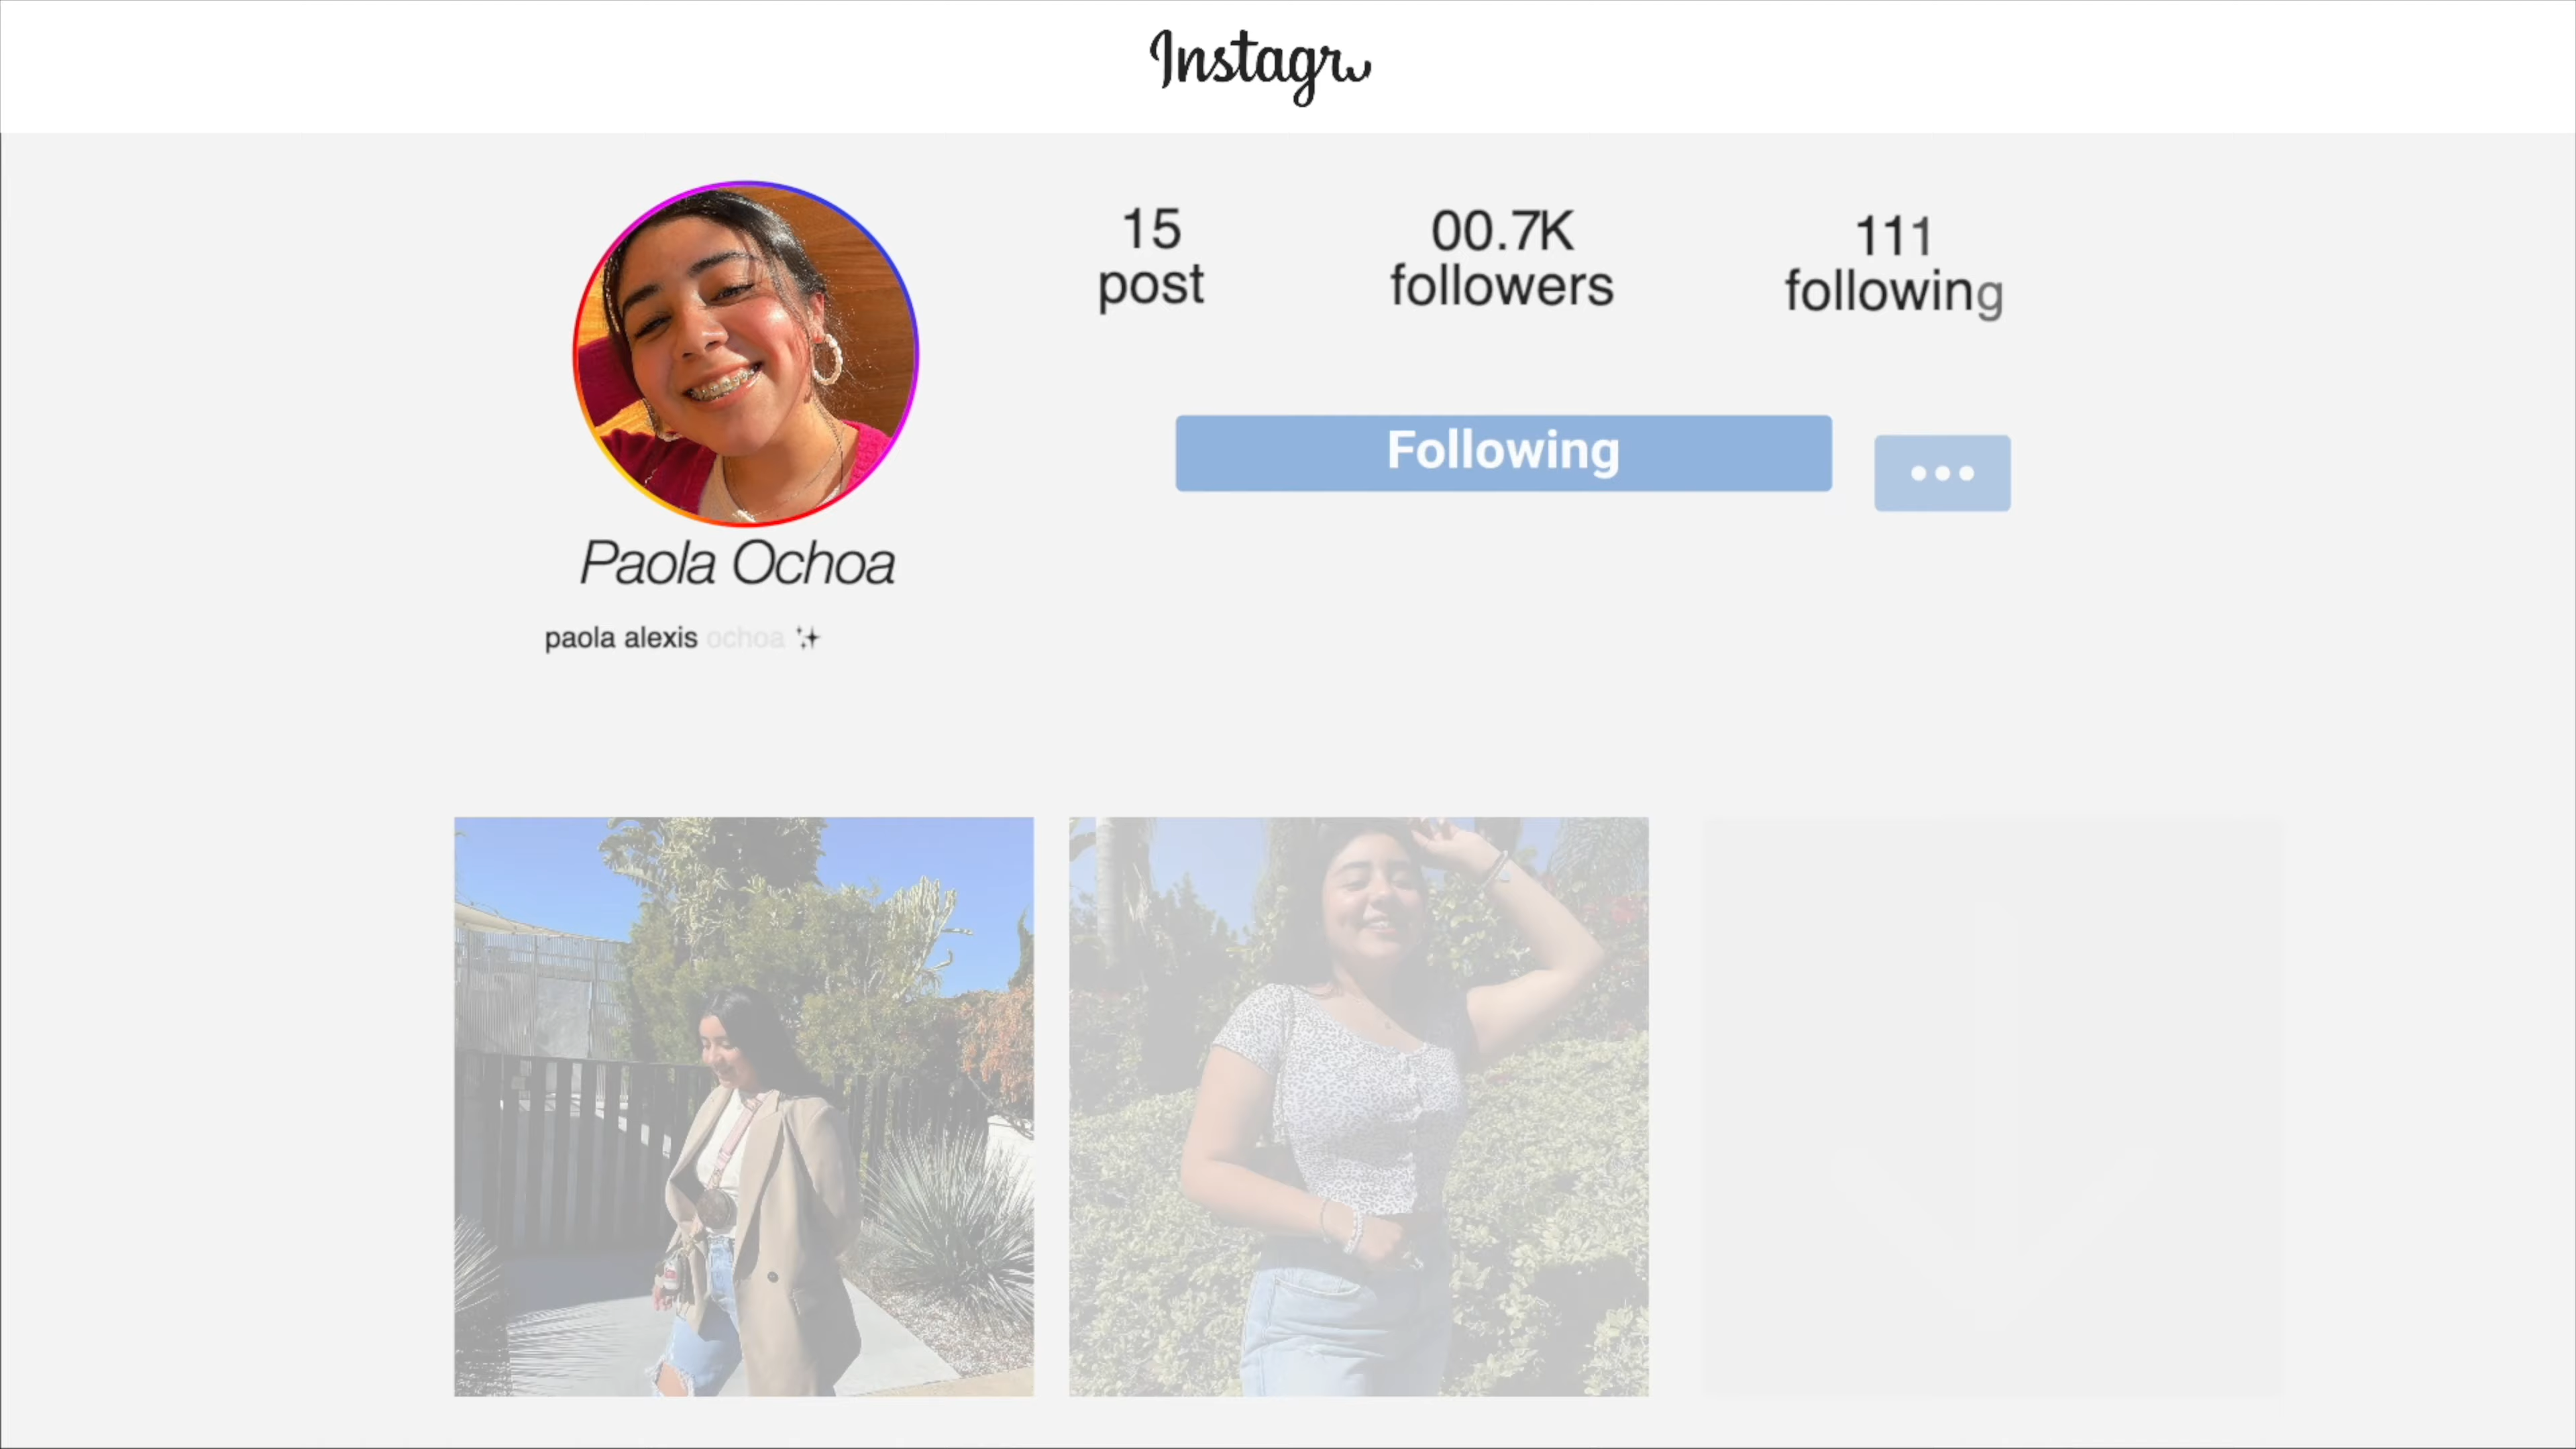 Instagr
15
post
00.7K
followers
111
following
Following
Paola Ochoa
paola alexis ochoa